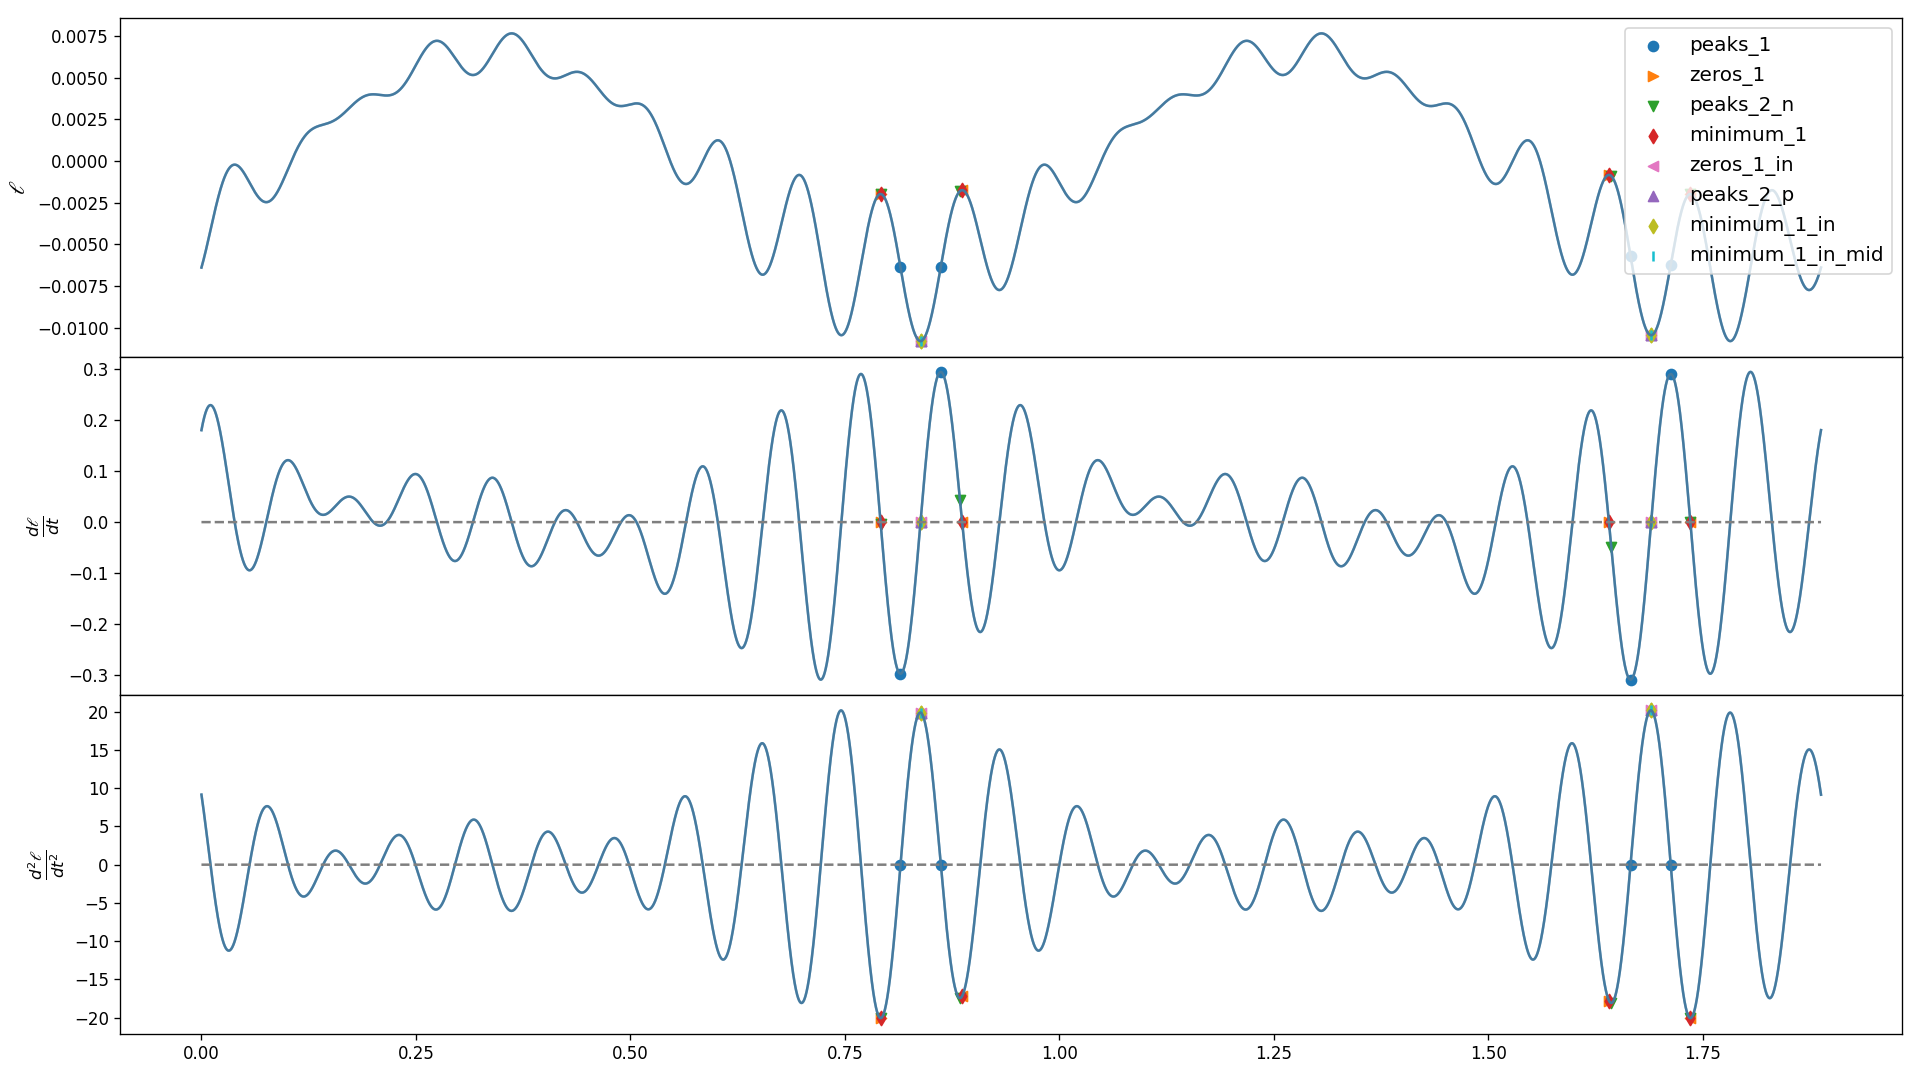 0.0075
0.0050
0.0025
0.0000
−0.0025
−0.0050
−0.0075
−0.0100
ℓ
peaks_1
zeros_1
peaks_2_n
minimum_1
zeros_1_in
peaks_2_p
minimum_1_in
minimum_1_in_mid
0.3
0.2
0.1
0.0
−0.1
−0.2
−0.3
dℓ
dt
20
15
10
5
0
−5
−10
−15
−20
d²ℓ
dt²
0.00 0.25 0.50 0.75 1.00 1.25 1.50 1.75